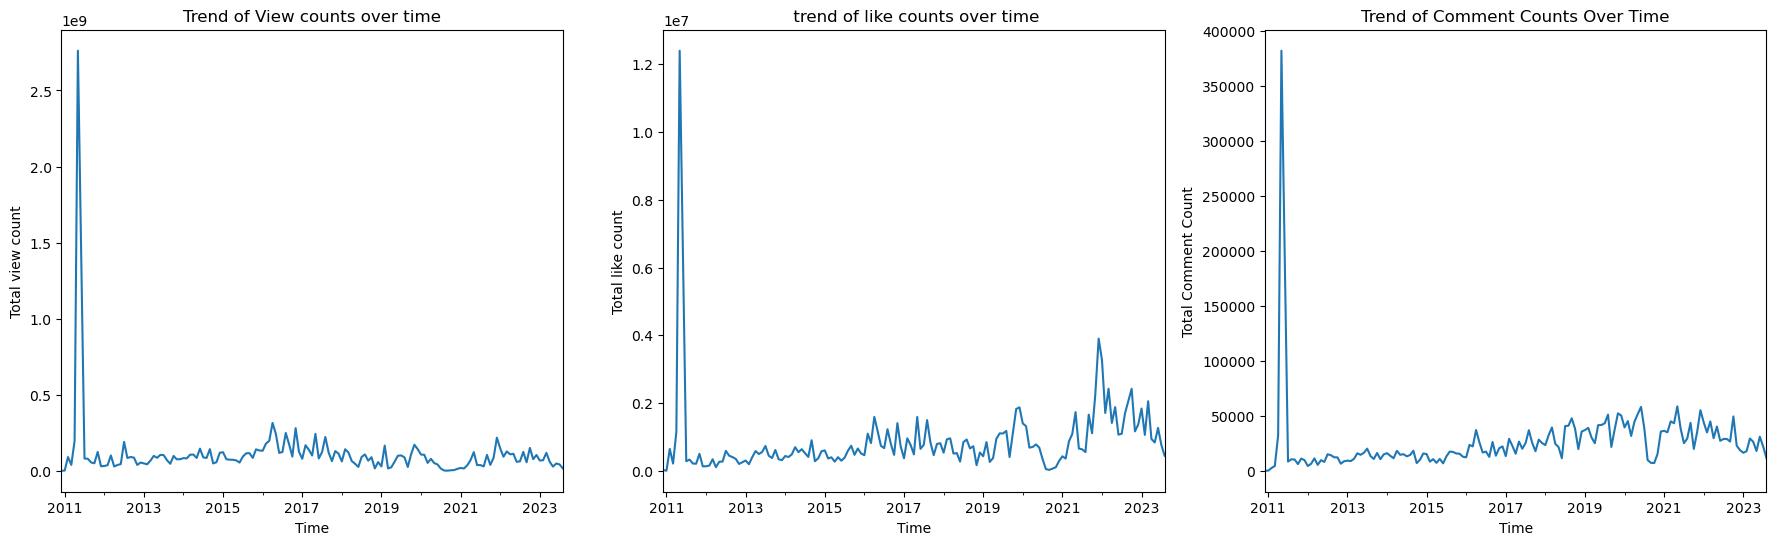 Trend of View counts over time
1e9
Total view count
2.5
2.0
1.5
1.0
0.5
0.0
2011 2013 2015 2017 2019 2021 2023
Time
trend of like counts over time
1e7
Total like count
1.2
1.0
0.8
0.6
0.4
0.2
0.0
2011 2013 2015 2017 2019 2021 2023
Time
Trend of Comment Counts Over Time
Total Comment Count
400000
350000
300000
250000
200000
150000
100000
50000
0
2011 2013 2015 2017 2019 2021 2023
Time